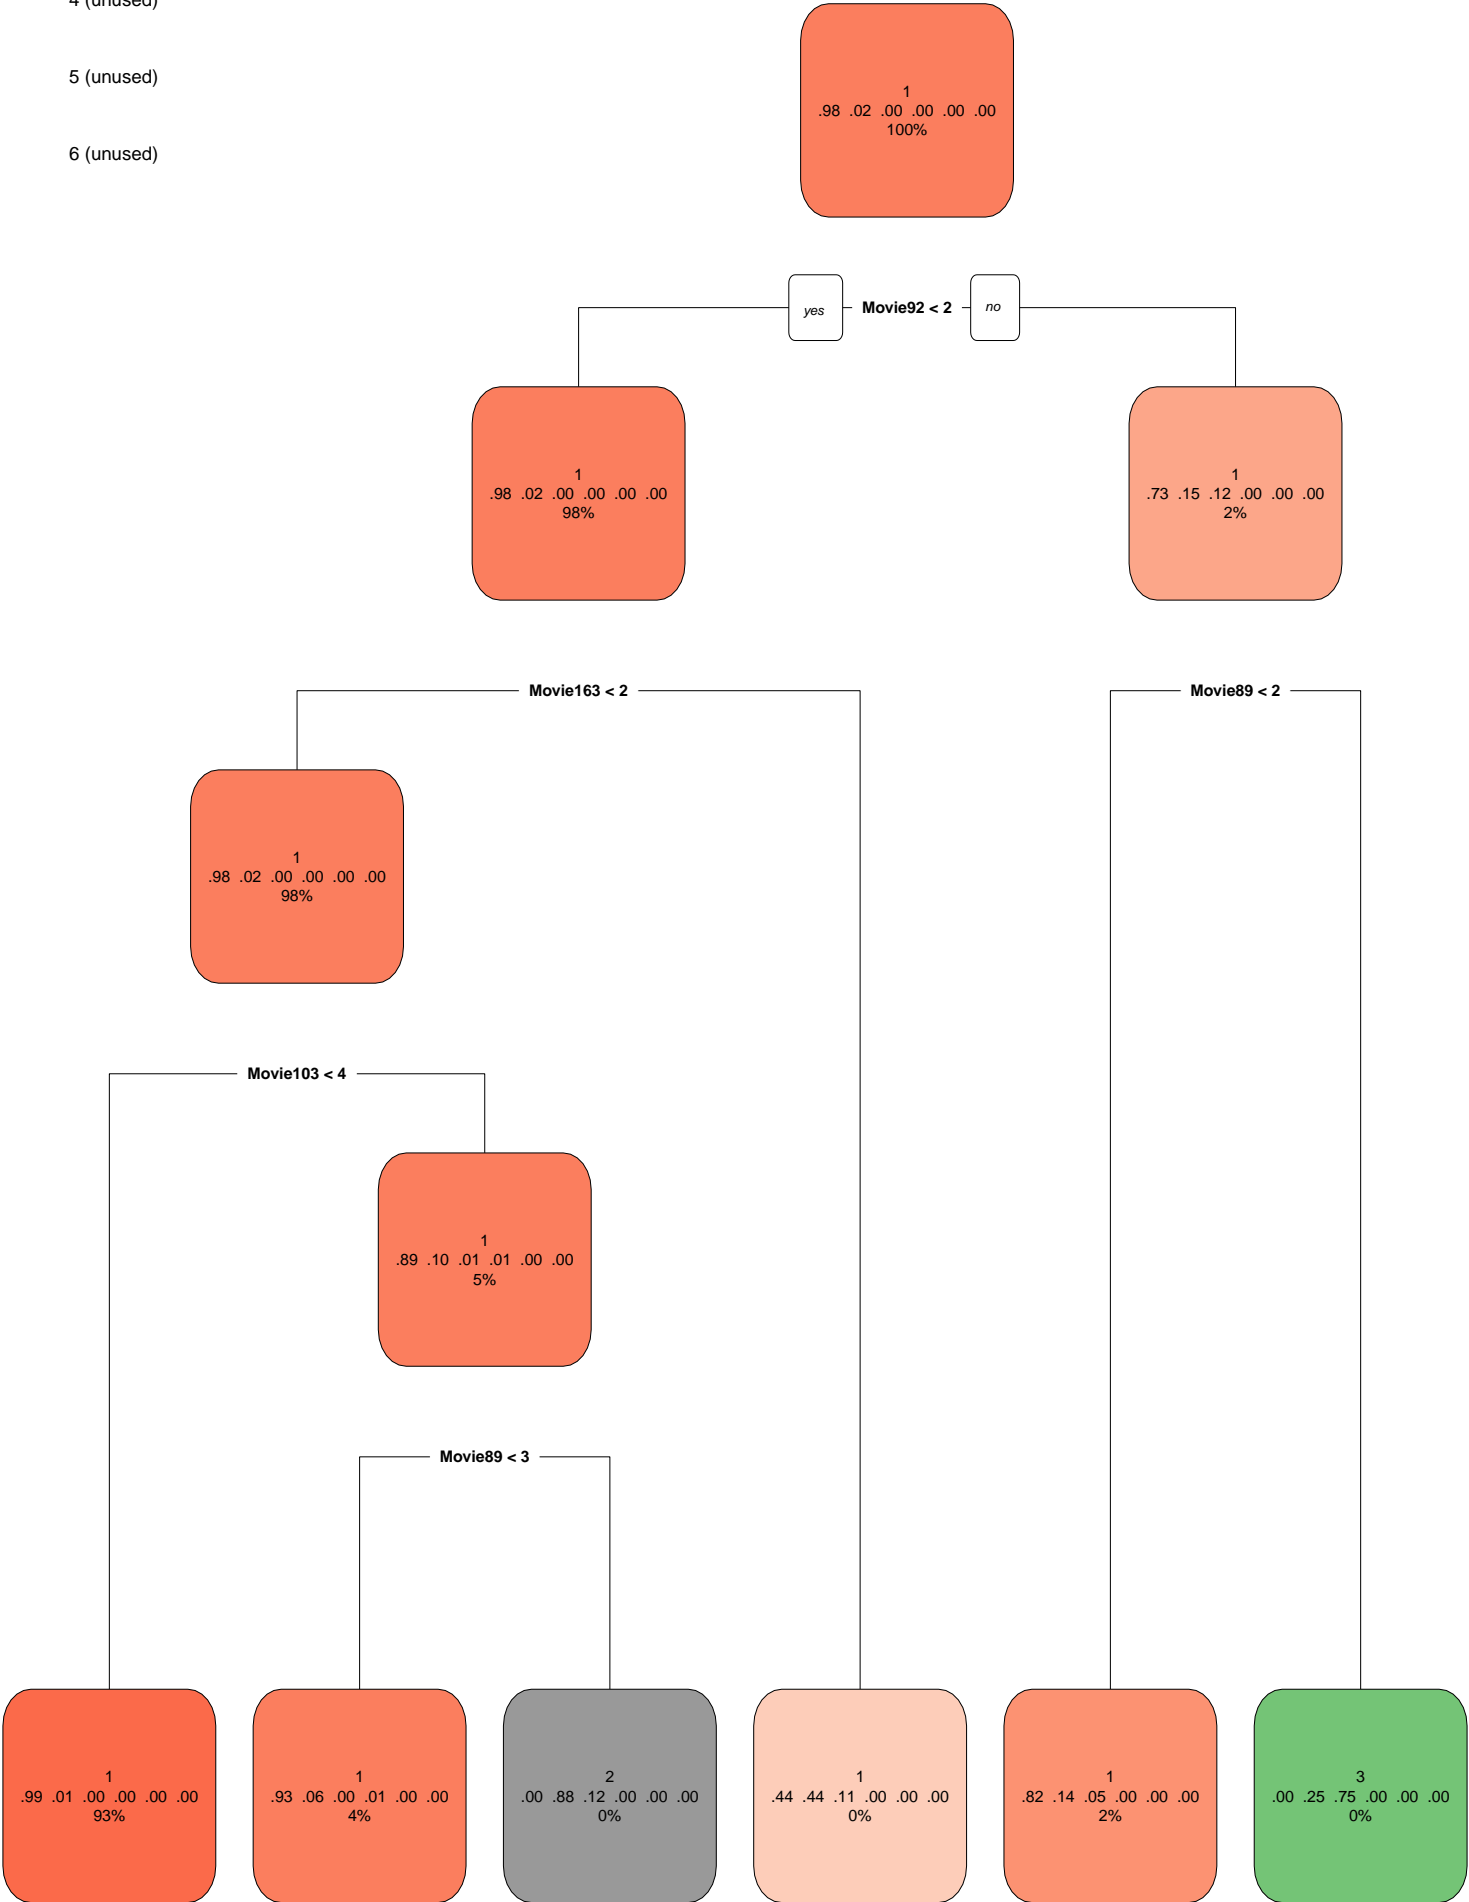 4 (unused)
5 (unused)
6 (unused)
1
.98 .02 .00 .00 .00 .00
100%
yes
Movie92 < 2
no
1
.98 .02 .00 .00 .00 .00
98%
1
.73 .15 .12 .00 .00 .00
2%
Movie163 < 2
Movie89 < 2
1
.98 .02 .00 .00 .00 .00
98%
Movie103 < 4
1
.89 .10 .01 .01 .00 .00
5%
Movie89 < 3
1
.99 .01 .00 .00 .00 .00
93%
1
.93 .06 .00 .01 .00 .00
4%
2
.00 .88 .12 .00 .00 .00
0%
1
.44 .44 .11 .00 .00 .00
0%
1
.82 .14 .05 .00 .00 .00
2%
3
.00 .25 .75 .00 .00 .00
0%